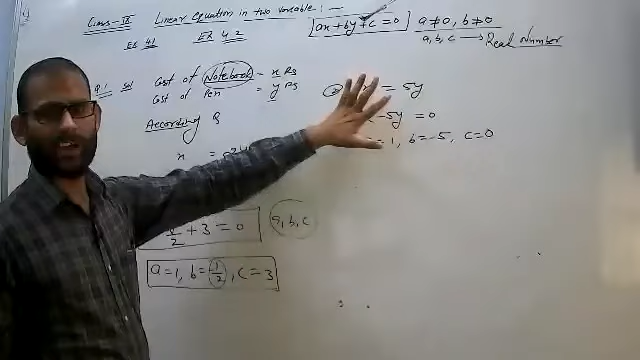 Class-IX Linear equation in two variable :-
ax+by+c=0 a≠0, b≠0
a, b, c → Real Number
EX 4.1 EX 4.2
Q.1 Sol
Cost of Notebook = x Rs
Cost of Pen = y Rs
According Q
= 5y
-5y = 0
= 1, b = -5, c=0
x =
/2 + 3 = 0
a, b, c
a=1, b=1/2, c=3